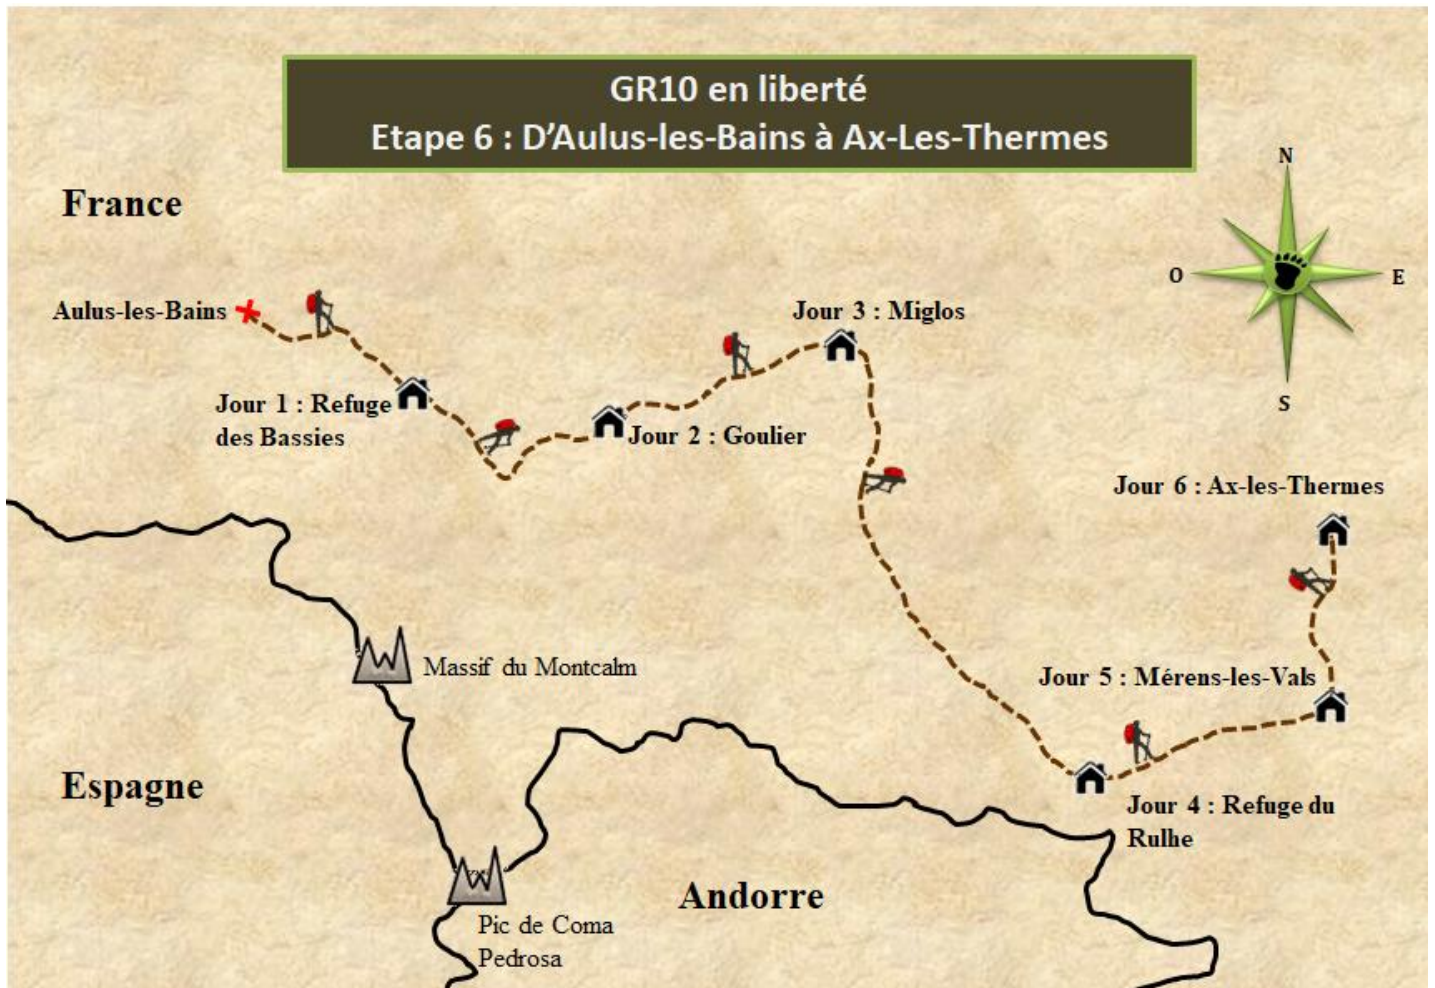 GR10 en liberté
Etape 6 : D’Aulus-les-Bains à Ax-Les-Thermes
N
France
O
E
Aulus-les-Bains
Jour 3 : Miglos
S
Jour 1 : Refuge
des Bassies
Jour 2 : Goulier
Jour 6 : Ax-les-Thermes
Massif du Montcalm
Jour 5 : Mérens-les-Vals
Espagne
Jour 4 : Refuge du
Rulhe
Andorre
Pic de Coma
Pedrosa